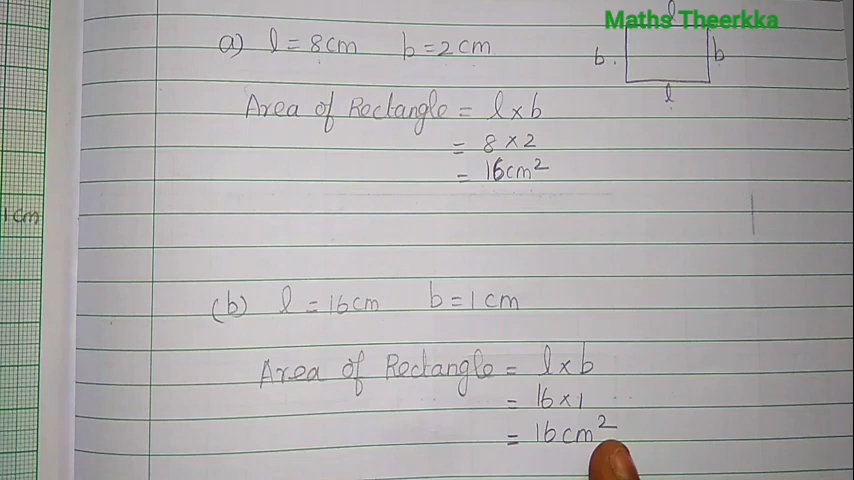 Maths Theerkka
l
a) l = 8cm b = 2cm
b. b
l
Area of Rectangle = l × b
= 8 × 2
= 16cm²
1cm
(b) l = 16cm b = 1cm
Area of Rectangle = l × b
= 16 × 1
= 16cm²